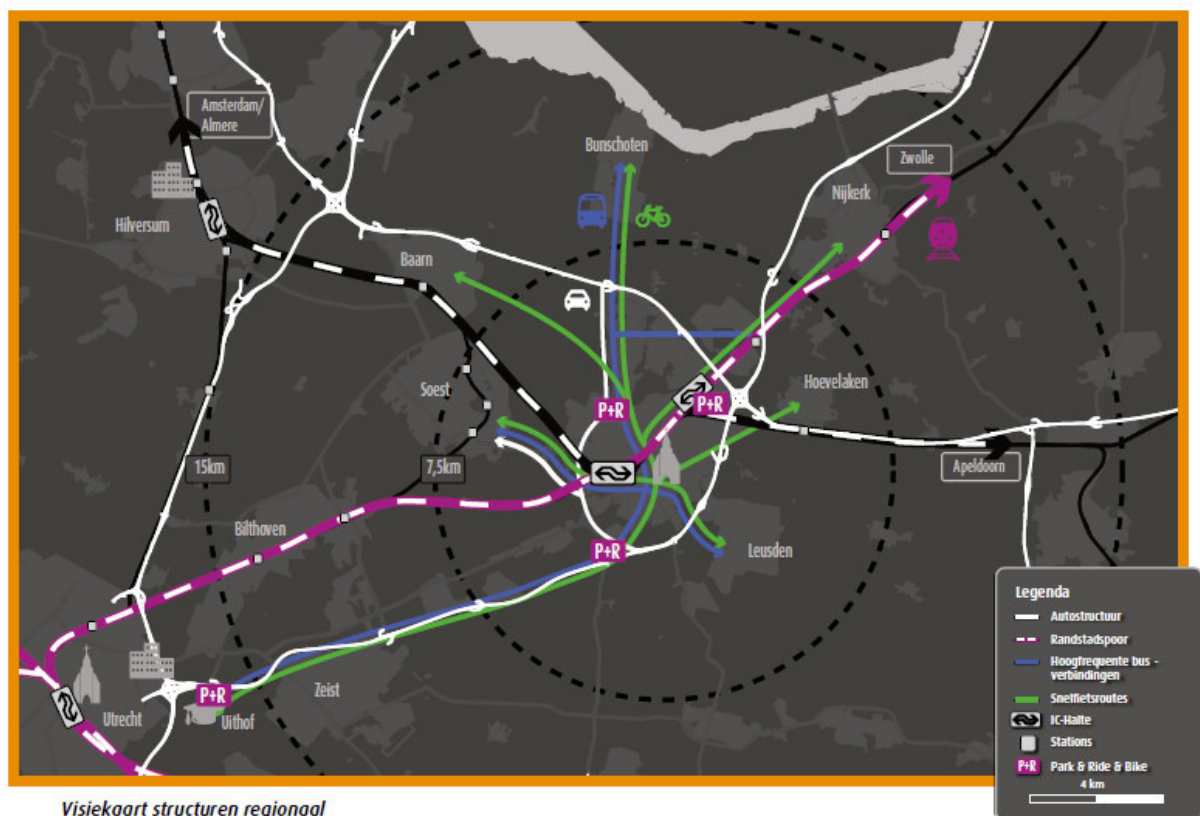 Amsterdam/
Almere
Bunschoten
Zwolle
Nijkerk
Hilversum
Baarn
Soest
Hoevelaken
P+R
P+R
15km
7,5km
Apeldoorn
Bilthoven
P+R
Leusden
Zeist
P+R
Utrecht
Uithof
Legenda
Autostructuur
Randstadspoor
Hoogfrequente bus -
verbindingen
Snelfietsroutes
IC-Halte
Stations
P+R Park & Ride & Bike
4 km
Visiekaart structuren regionaal